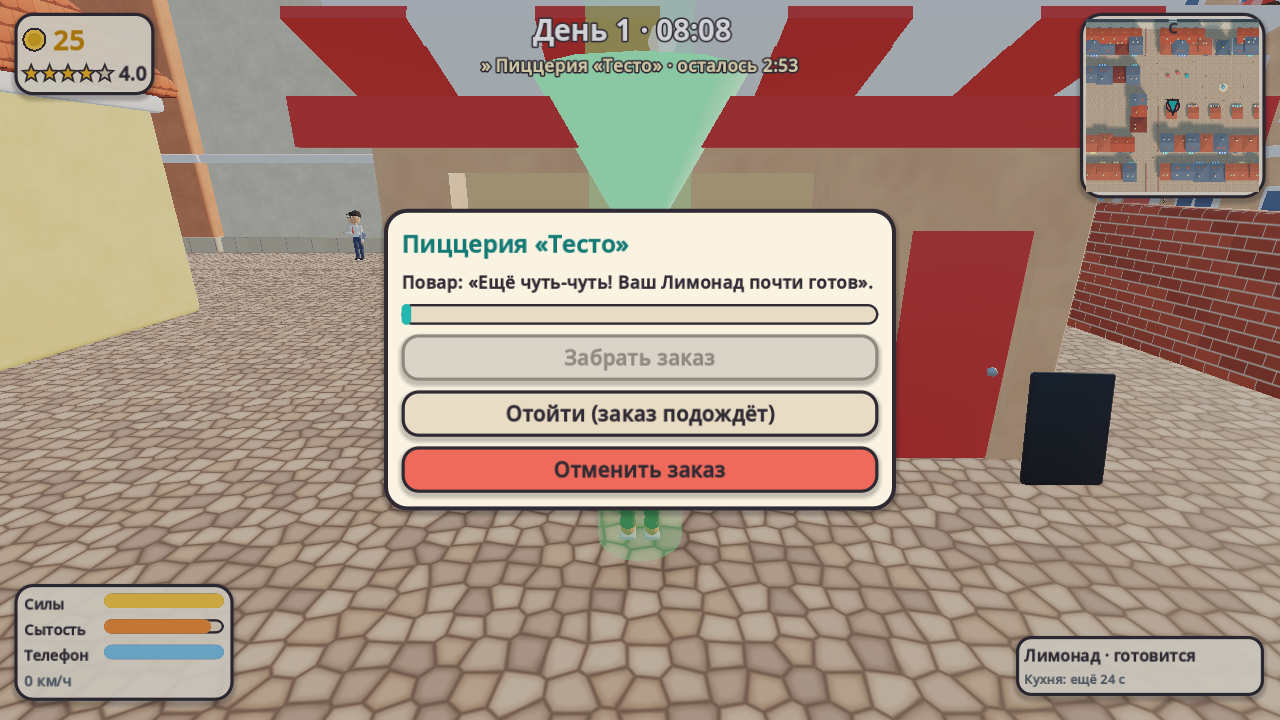 25
4.0
День 1 · 08:08
» Пиццерия «Тесто» · осталось 2:53
С
Пиццерия «Тесто»
Повар: «Ещё чуть-чуть! Ваш Лимонад почти готов».
Забрать заказ
Отойти (заказ подождёт)
Отменить заказ
Силы
Сытость
Телефон
0 км/ч
Лимонад · готовится
Кухня: ещё 24 с